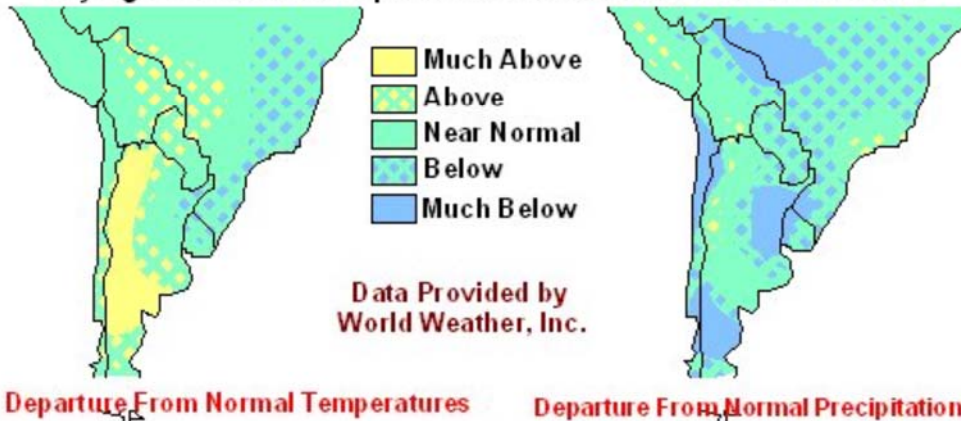 Much Above
Above
Near Normal
Below
Much Below
Data Provided by
World Weather, Inc.
Departure From Normal Temperatures
Departure From Normal Precipitation